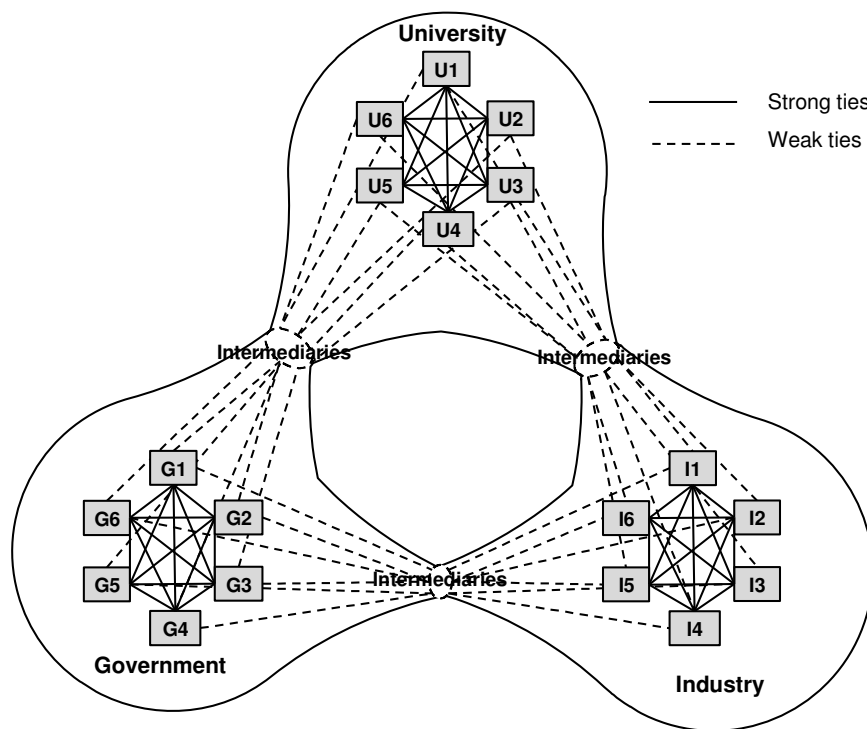 University
U1
Strong ties
U6
U2
Weak ties
U5
U3
U4
Intermediaries
Intermediaries
G1
I1
G6
G2
I6
I2
Intermediaries
G5
G3
I5
I3
G4
I4
Government
Industry